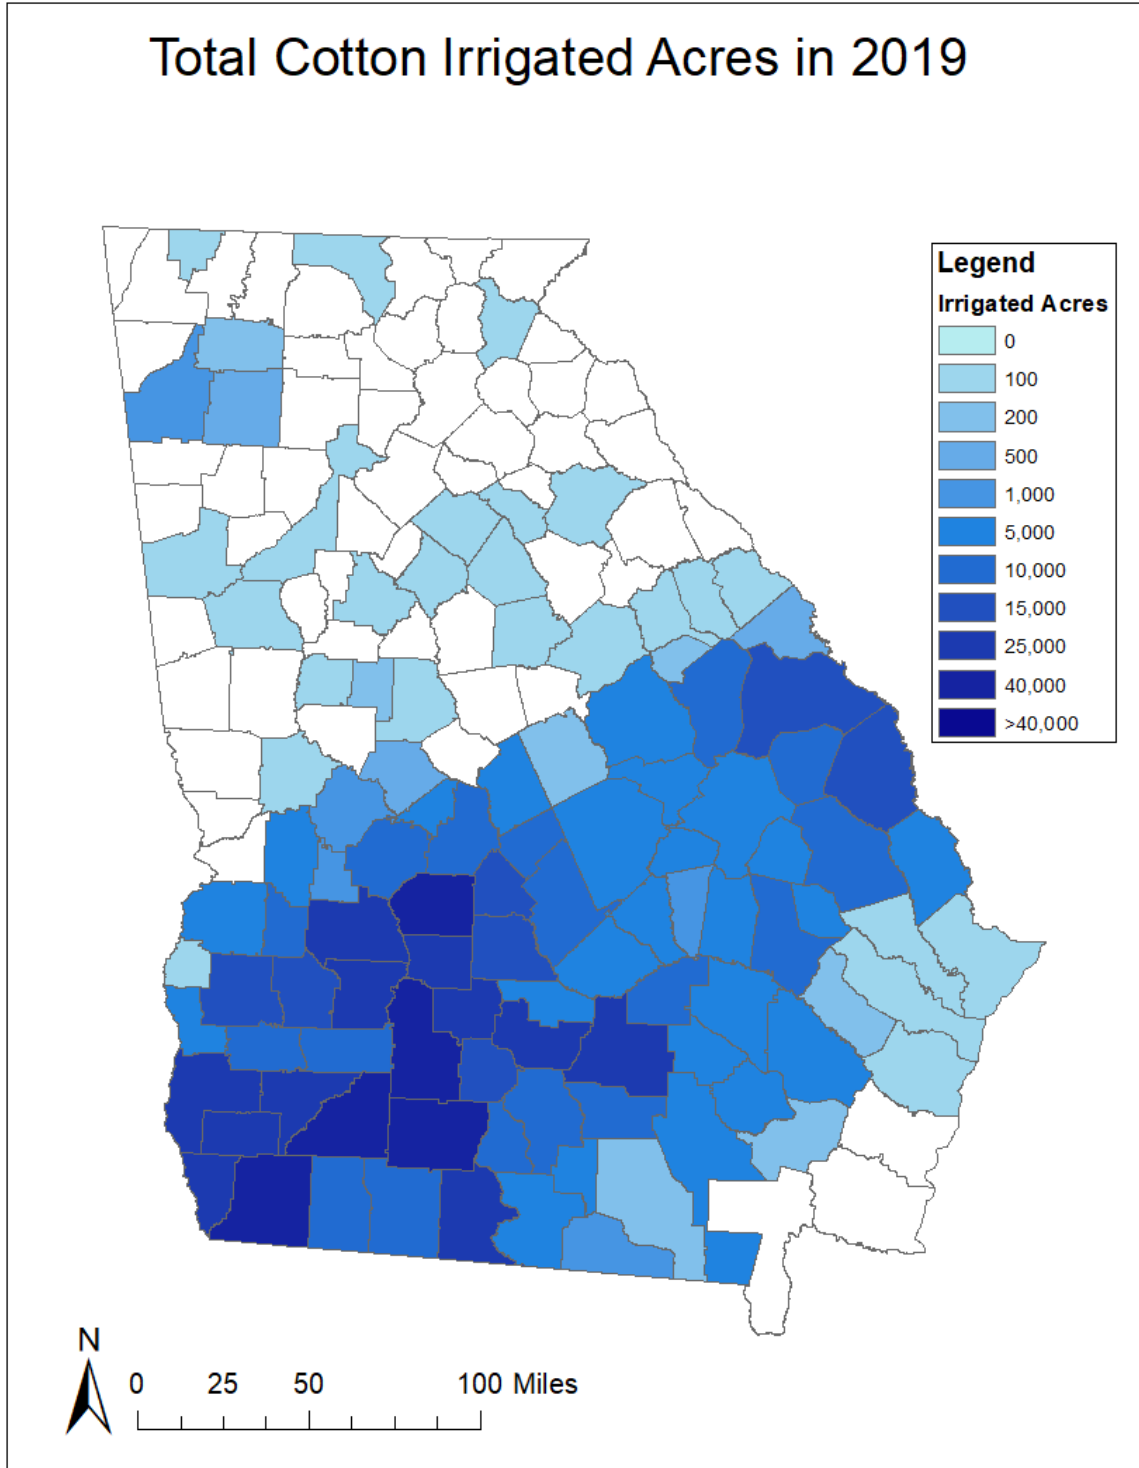 Total Cotton Irrigated Acres in 2019
Legend
Irrigated Acres
0
100
200
500
1,000
5,000
10,000
15,000
25,000
40,000
>40,000
N
0 25 50 100 Miles